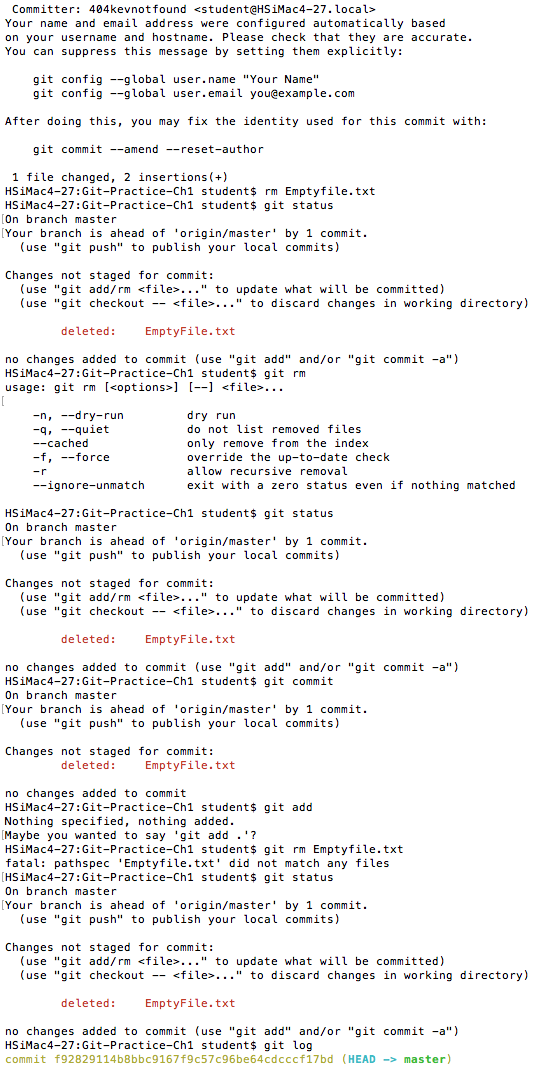 Committer: 404kevnotfound <student@HSiMac4-27.local>
Your name and email address were configured automatically based
on your username and hostname. Please check that they are accurate.
You can suppress this message by setting them explicitly:
git config --global user.name "Your Name"
git config --global user.email you@example.com
After doing this, you may fix the identity used for this commit with:
git commit --amend --reset-author
1 file changed, 2 insertions(+)
HSiMac4-27:Git-Practice-Ch1 student$ rm Emptyfile.txt
HSiMac4-27:Git-Practice-Ch1 student$ git status
[On branch master
[Your branch is ahead of 'origin/master' by 1 commit.
(use "git push" to publish your local commits)
Changes not staged for commit:
(use "git add/rm <file>..." to update what will be committed)
(use "git checkout -- <file>..." to discard changes in working directory)
deleted:    EmptyFile.txt
no changes added to commit (use "git add" and/or "git commit -a")
HSiMac4-27:Git-Practice-Ch1 student$ git rm
usage: git rm [<options>] [--] <file>...
[
-n, --dry-run         dry run
-q, --quiet           do not list removed files
--cached              only remove from the index
-f, --force           override the up-to-date check
-r                    allow recursive removal
--ignore-unmatch      exit with a zero status even if nothing matched
HSiMac4-27:Git-Practice-Ch1 student$ git status
On branch master
[Your branch is ahead of 'origin/master' by 1 commit.
(use "git push" to publish your local commits)
Changes not staged for commit:
(use "git add/rm <file>..." to update what will be committed)
(use "git checkout -- <file>..." to discard changes in working directory)
deleted:    EmptyFile.txt
no changes added to commit (use "git add" and/or "git commit -a")
HSiMac4-27:Git-Practice-Ch1 student$ git commit
On branch master
[Your branch is ahead of 'origin/master' by 1 commit.
(use "git push" to publish your local commits)
Changes not staged for commit:
deleted:    EmptyFile.txt
no changes added to commit
HSiMac4-27:Git-Practice-Ch1 student$ git add
Nothing specified, nothing added.
[Maybe you wanted to say 'git add .'?
HSiMac4-27:Git-Practice-Ch1 student$ git rm Emptyfile.txt
fatal: pathspec 'Emptyfile.txt' did not match any files
[HSiMac4-27:Git-Practice-Ch1 student$ git status
On branch master
[Your branch is ahead of 'origin/master' by 1 commit.
(use "git push" to publish your local commits)
Changes not staged for commit:
(use "git add/rm <file>..." to update what will be committed)
(use "git checkout -- <file>..." to discard changes in working directory)
deleted:    EmptyFile.txt
no changes added to commit (use "git add" and/or "git commit -a")
HSiMac4-27:Git-Practice-Ch1 student$ git log
commit f92829114b8bbc9167f9c57c96be64cdcccf17bd (HEAD -> master)